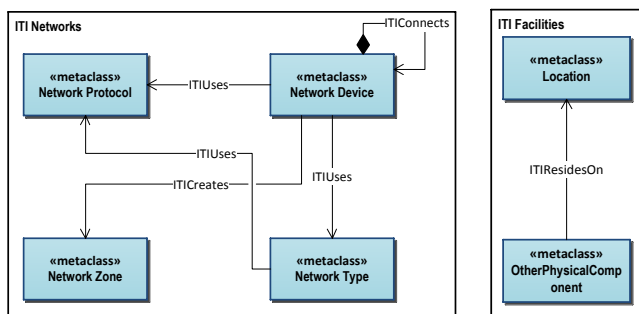 ITI Networks
ITIConnects
«metaclass»
Network Protocol
ITIUses
«metaclass»
Network Device
ITIUses
ITICreates
ITIUses
«metaclass»
Network Zone
«metaclass»
Network Type
ITI Facilities
«metaclass»
Location
ITIResidesOn
«metaclass»
OtherPhysicalComp
onent